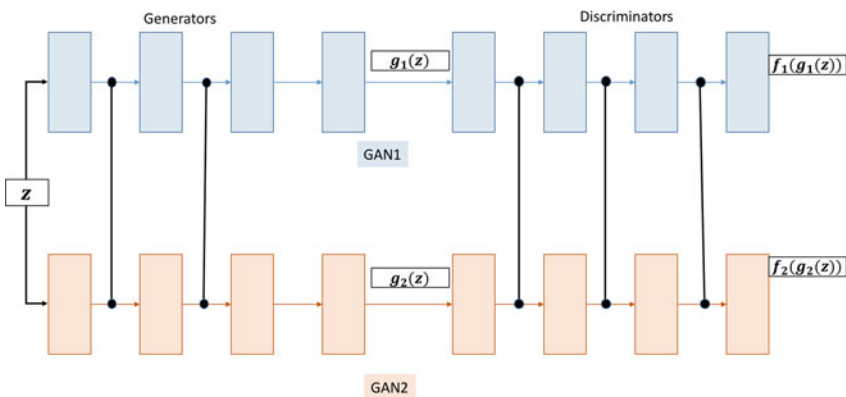 Generators
Discriminators
g₁(z)
f₁(g₁(z))
GAN1
z
g₂(z)
f₂(g₂(z))
GAN2